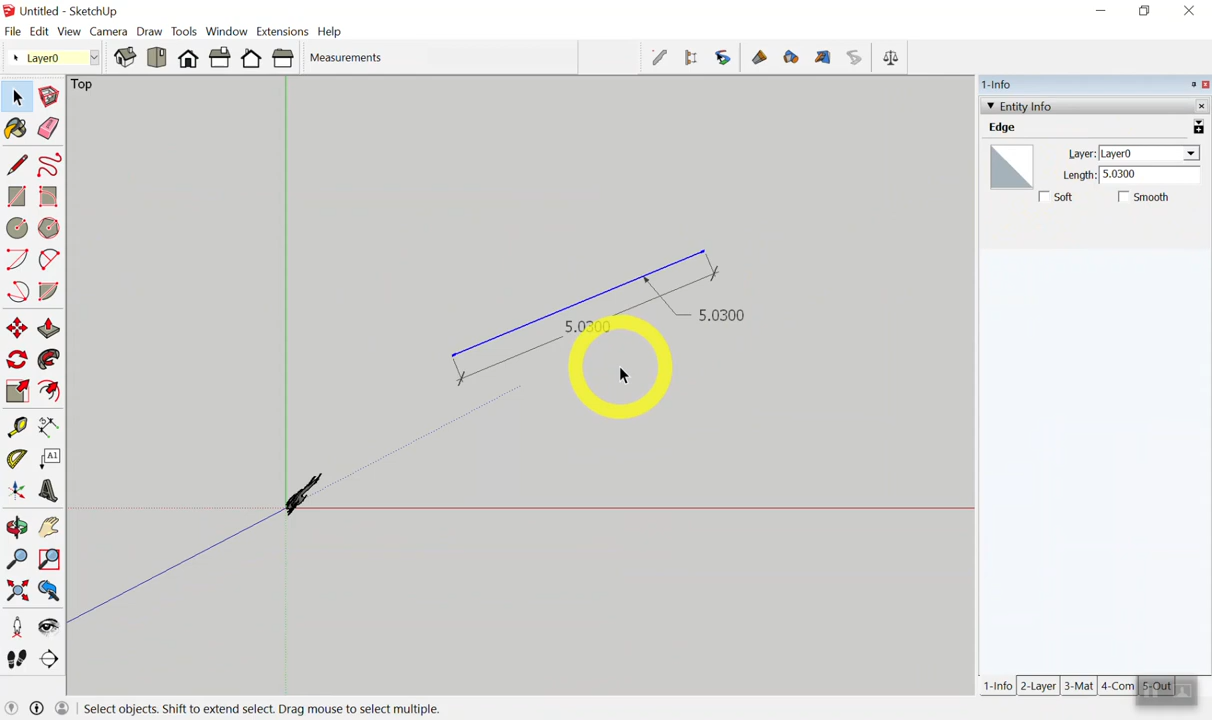 Untitled - SketchUp
File Edit View Camera Draw Tools Window Extensions Help
Layer0 Measurements
Top
1-Info
Entity Info
Edge
Layer: Layer0
Length: 5.0300
Soft Smooth
5.0300
5.0300
A1
1-Info 2-Layer 3-Mat 4-Com 5-Out
Select objects. Shift to extend select. Drag mouse to select multiple.